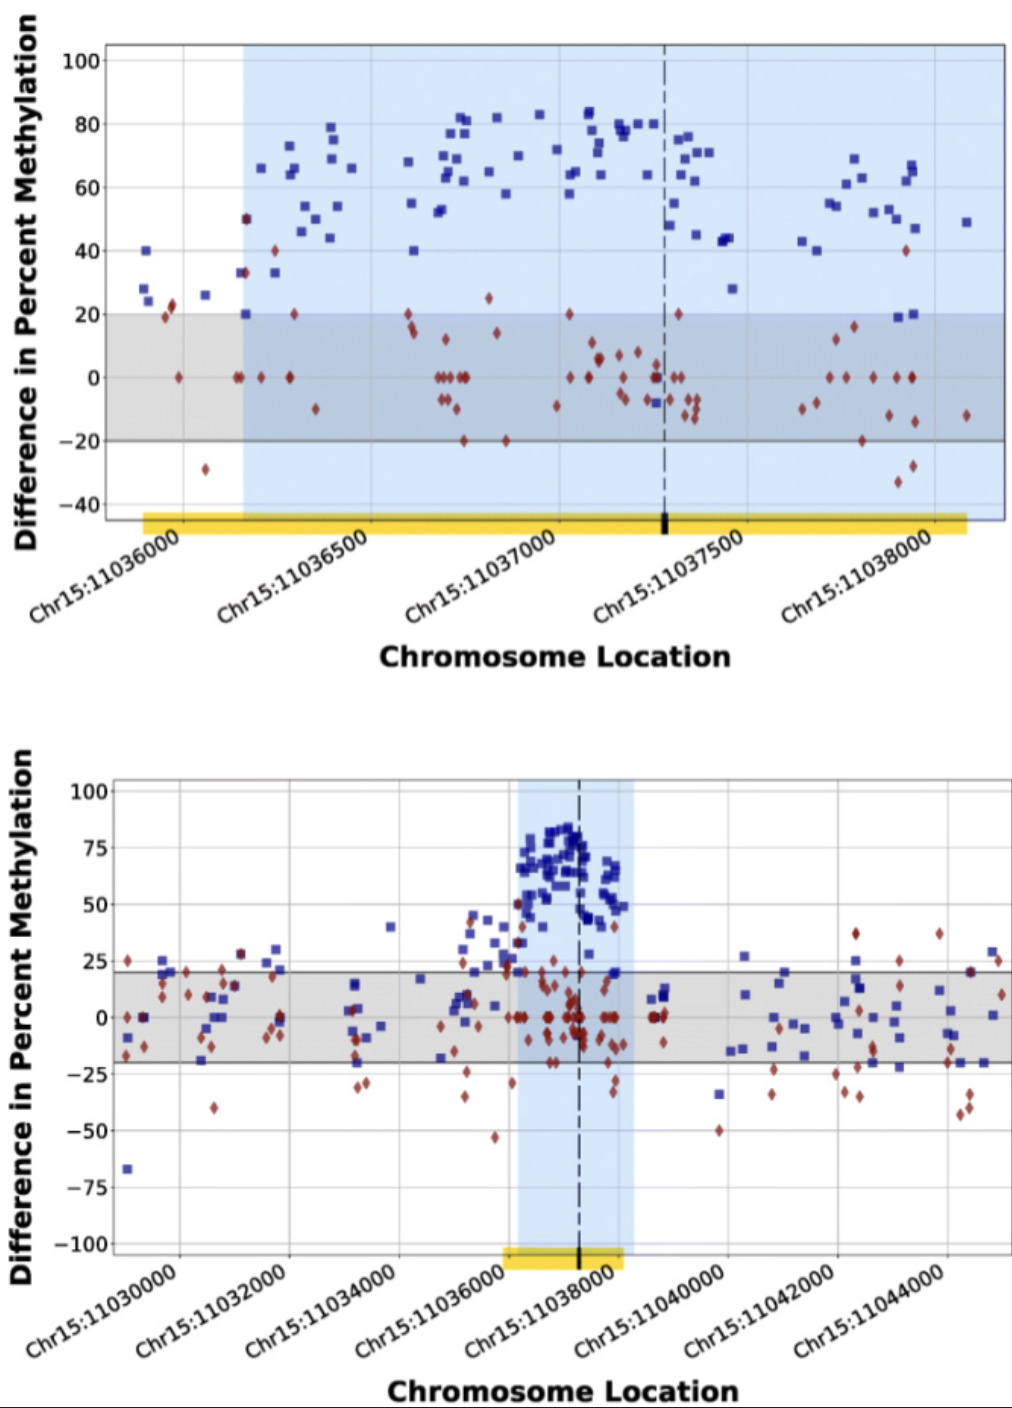 Difference in Percent Methylation
100
80
60
40
20
0
−20
−40
Chr15:11036000
Chr15:11036500
Chr15:11037000
Chr15:11037500
Chr15:11038000
Chromosome Location
Difference in Percent Methylation
100
75
50
25
0
−25
−50
−75
−100
Chr15:11030000
Chr15:11032000
Chr15:11034000
Chr15:11036000
Chr15:11038000
Chr15:11040000
Chr15:11042000
Chr15:11044000
Chromosome Location